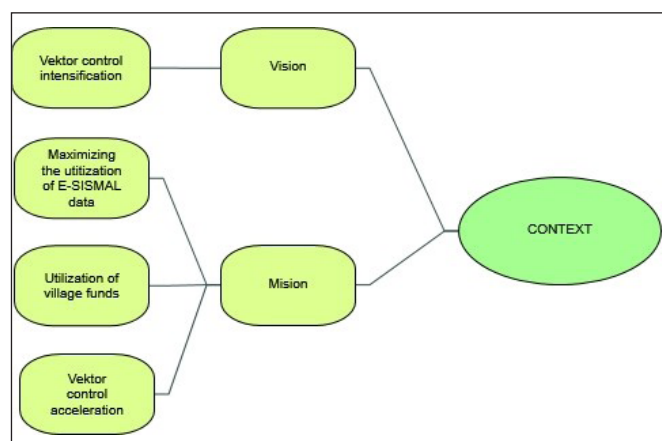 Vektor control
intensification
Vision
Maximizing
the utitization
of E-SISMAL
data
CONTEXT
Utilization of
village funds
Mision
Vektor
control
acceleration